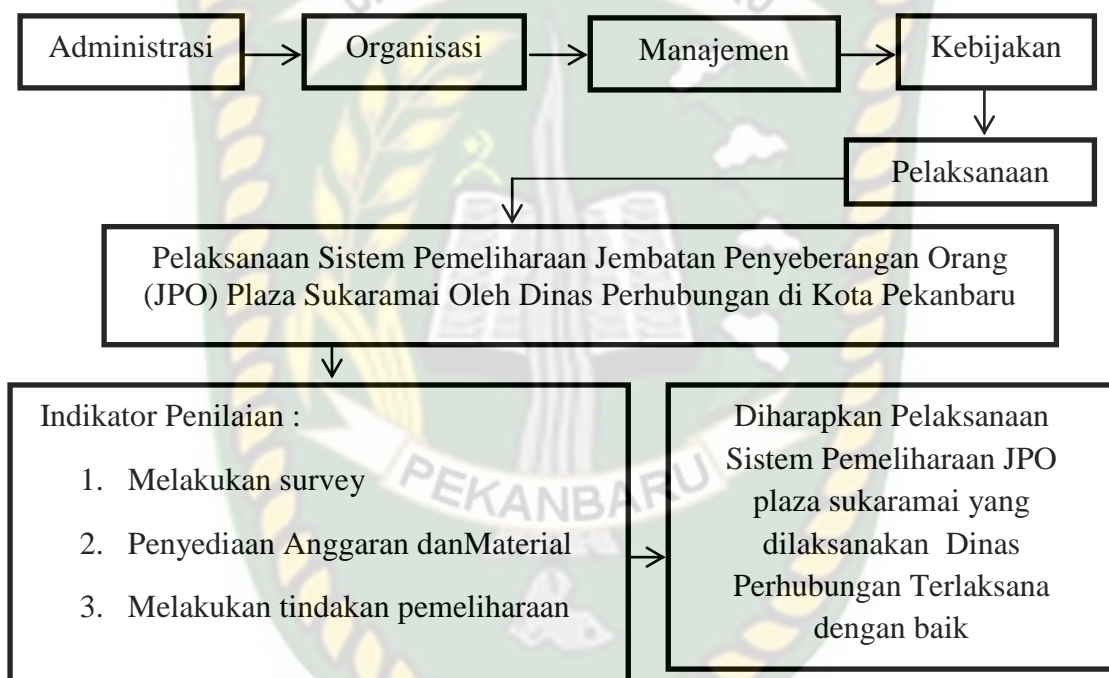 Administrasi
Organisasi
Manajemen
Kebijakan
Pelaksanaan
Pelaksanaan Sistem Pemeliharaan Jembatan Penyeberangan Orang
(JPO) Plaza Sukaramai Oleh Dinas Perhubungan di Kota Pekanbaru
Indikator Penilaian :
1. Melakukan survey
2. Penyediaan Anggaran danMaterial
3. Melakukan tindakan pemeliharaan
Diharapkan Pelaksanaan
Sistem Pemeliharaan JPO
plaza sukaramai yang
dilaksanakan Dinas
Perhubungan Terlaksana
dengan baik
PEKANBARU